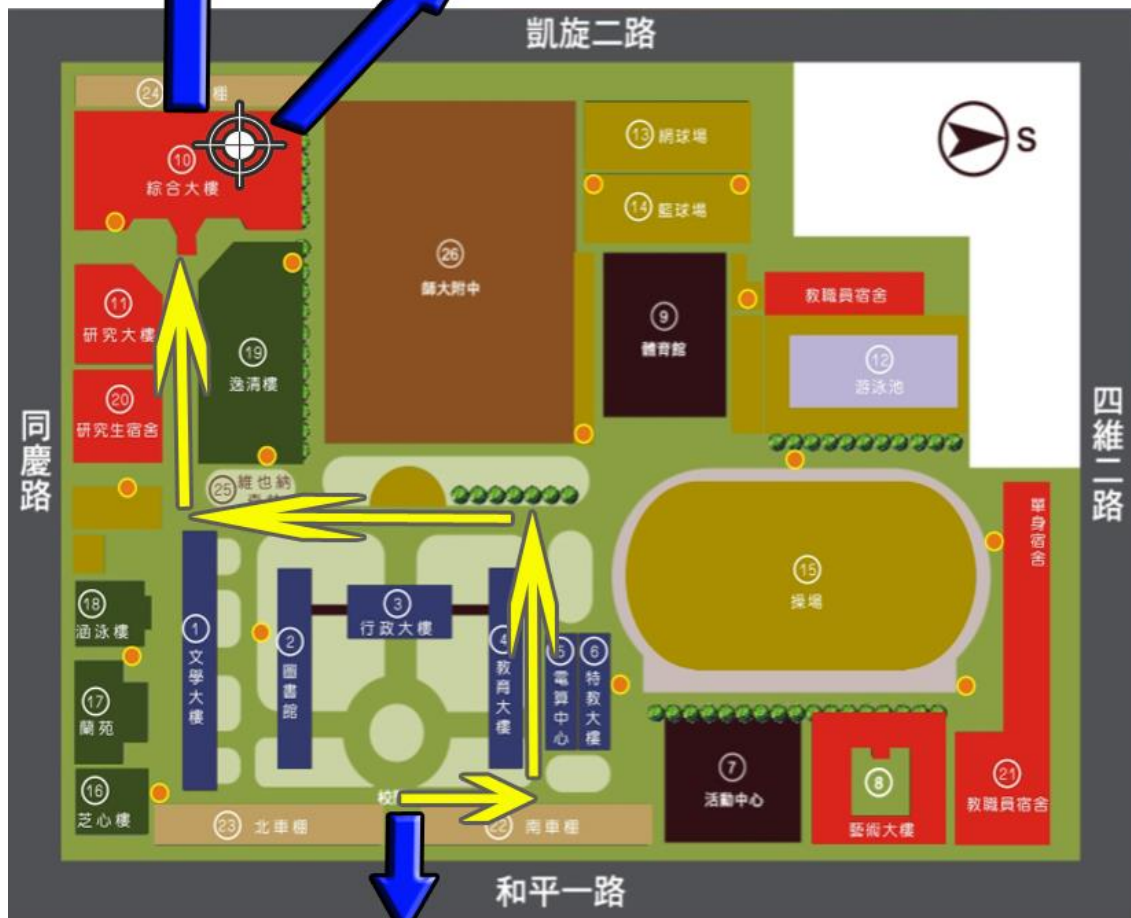 凱旋二路
24 棚
10
綜合大樓
13 網球場
14 籃球場
S
26
師大附中
11
研究大樓
19
逸清樓
9
體育館
教職員宿舍
12
游泳池
20
研究生宿舍
同慶路
四維二路
25 維也納
單身宿舍
15
操場
18
涵泳樓
1 文學大樓
2 圖書館
3
行政大樓
4 教育大樓
5 電算中心
6 特教大樓
17
蘭苑
16
芝心樓
7
活動中心
8
藝術大樓
21
教職員宿舍
校
23 北車棚
22 南車棚
和平一路